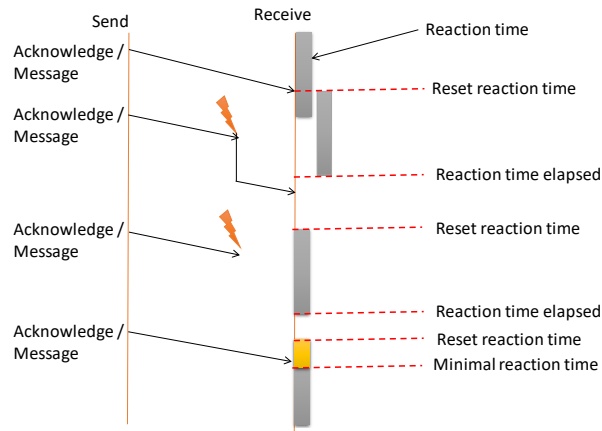 Send
Receive
Reaction time
Acknowledge /
Message
Reset reaction time
Acknowledge /
Message
Reaction time elapsed
Acknowledge /
Message
Reset reaction time
Reaction time elapsed
Acknowledge /
Message
Reset reaction time
Minimal reaction time